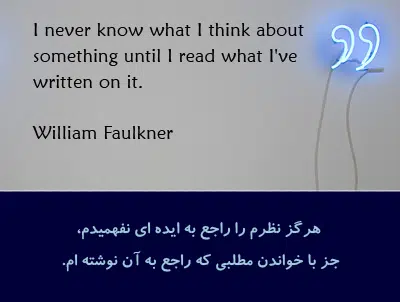 I never know what I think about
something until I read what I've
written on it.
William Faulkner
هرگز نظرم را راجع به ایده ای نفهمیدم،
جز با خواندن مطلبی که راجع به آن نوشته ام.